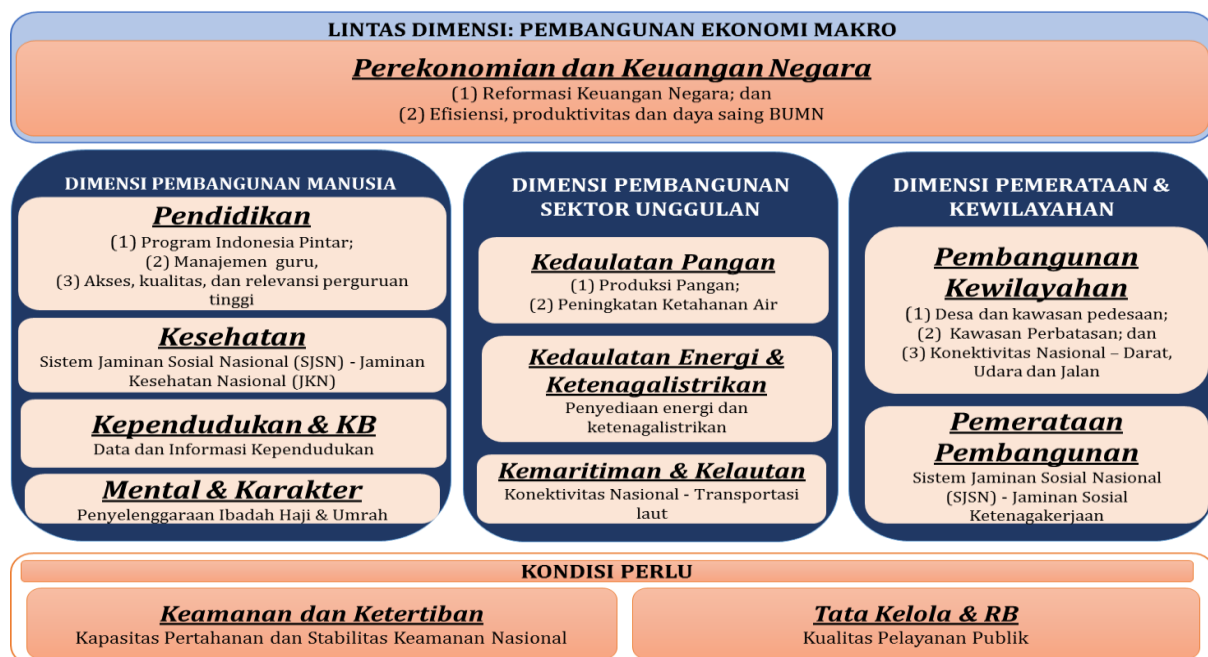 LINTAS DIMENSI: PEMBANGUNAN EKONOMI MAKRO
Perekonomian dan Keuangan Negara
(1) Reformasi Keuangan Negara; dan
(2) Efisiensi, produktivitas dan daya saing BUMN
DIMENSI PEMBANGUNAN MANUSIA
Pendidikan
(1) Program Indonesia Pintar;
(2) Manajemen guru,
(3) Akses, kualitas, dan relevansi perguruan
tinggi
Kesehatan
Sistem Jaminan Sosial Nasional (SJSN) - Jaminan
Kesehatan Nasional (JKN)
Kependudukan & KB
Data dan Informasi Kependudukan
Mental & Karakter
Penyelenggaraan Ibadah Haji & Umrah
DIMENSI PEMBANGUNAN
SEKTOR UNGGULAN
Kedaulatan Pangan
(1) Produksi Pangan;
(2) Peningkatan Ketahanan Air
Kedaulatan Energi &
Ketenagalistrikan
Penyediaan energi dan
ketenagalistrikan
Kemaritiman & Kelautan
Konektivitas Nasional - Transportasi
laut
DIMENSI PEMERATAAN &
KEWILAYAHAN
Pembangunan
Kewilayahan
(1) Desa dan kawasan pedesaan;
(2) Kawasan Perbatasan; dan
(3) Konektivitas Nasional – Darat,
Udara dan Jalan
Pemerataan
Pembangunan
Sistem Jaminan Sosial Nasional
(SJSN) - Jaminan Sosial
Ketenagakerjaan
KONDISI PERLU
Keamanan dan Ketertiban
Kapasitas Pertahanan dan Stabilitas Keamanan Nasional
Tata Kelola & RB
Kualitas Pelayanan Publik